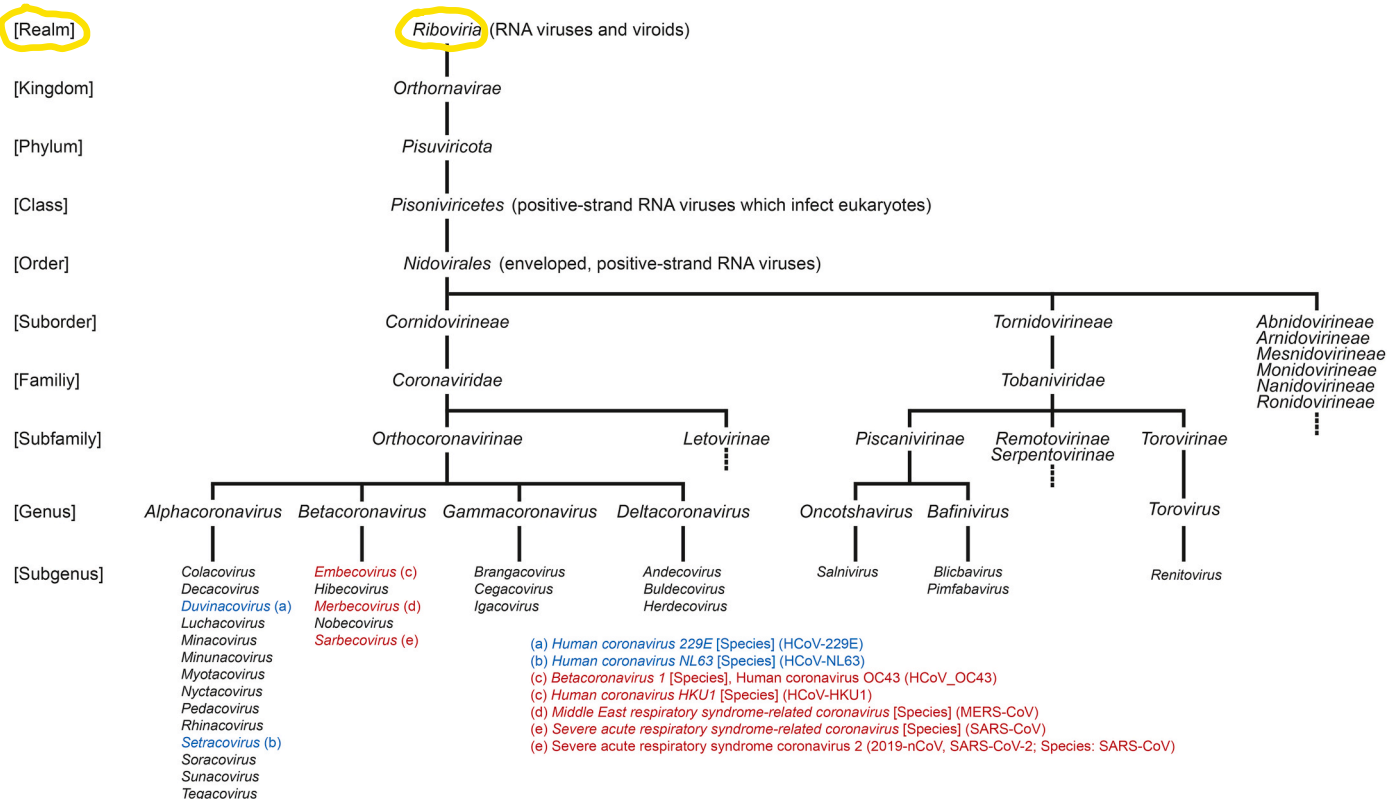 [Realm] Riboviria (RNA viruses and viroids)
[Kingdom] Orthornavirae
[Phylum] Pisuviricota
[Class] Pisoniviricetes (positive-strand RNA viruses which infect eukaryotes)
[Order] Nidovirales (enveloped, positive-strand RNA viruses)
[Suborder] Cornidovirineae Tornidovirineae Abnidovirineae
Arnidovirineae
Mesnidovirineae
Monidovirineae
Nanidovirineae
Ronidovirineae
[Familiy] Coronaviridae Tobaniviridae
[Subfamily] Orthocoronavirinae Letovirinae Piscanivirinae Remotovirinae Torovirinae
Serpentovirinae
[Genus] Alphacoronavirus Betacoronavirus Gammacoronavirus Deltacoronavirus Oncotshavirus Bafinivirus Torovirus
[Subgenus]
Colacovirus
Decacovirus
Duvinacovirus (a)
Luchacovirus
Minacovirus
Minunacovirus
Myotacovirus
Nyctacovirus
Pedacovirus
Rhinacovirus
Setracovirus (b)
Soracovirus
Sunacovirus
Tegacovirus
Embecovirus (c)
Hibecovirus
Merbecovirus (d)
Nobecovirus
Sarbecovirus (e)
Brangacovirus
Cegacovirus
Igacovirus
Andecovirus
Buldecovirus
Herdecovirus
Salnivirus
Blicbavirus
Pimfabavirus
Renitovirus
(a) Human coronavirus 229E [Species] (HCoV-229E)
(b) Human coronavirus NL63 [Species] (HCoV-NL63)
(c) Betacoronavirus 1 [Species], Human coronavirus OC43 (HCoV_OC43)
(c) Human coronavirus HKU1 [Species] (HCoV-HKU1)
(d) Middle East respiratory syndrome-related coronavirus [Species] (MERS-CoV)
(e) Severe acute respiratory syndrome-related coronavirus [Species] (SARS-CoV)
(e) Severe acute respiratory syndrome coronavirus 2 (2019-nCoV, SARS-CoV-2; Species: SARS-CoV)